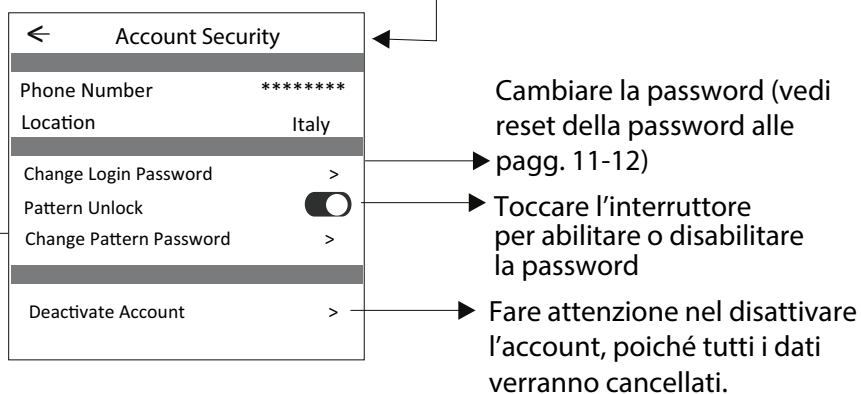 ← Account Security
Phone Number ********
Location Italy
Change Login Password >
Pattern Unlock
Change Pattern Password >
Deactivate Account >
Cambiare la password (vedi
reset della password alle
pagg. 11-12)
Toccare l'interruttore
per abilitare o disabilitare
la password
Fare attenzione nel disattivare
l'account, poiché tutti i dati
verranno cancellati.